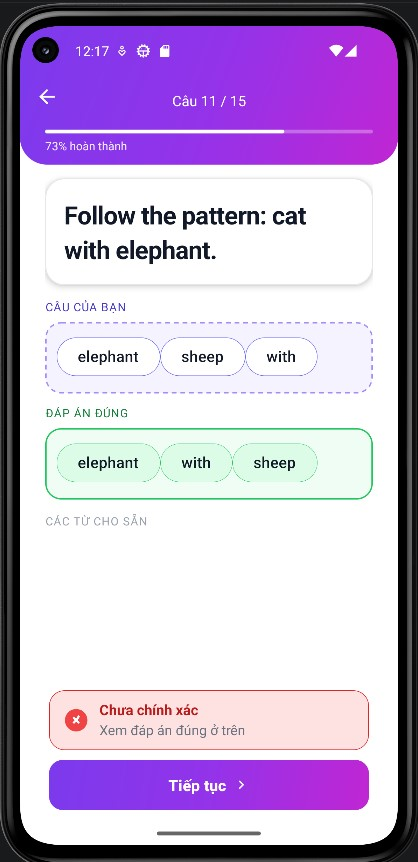 12:17
Câu 11 / 15
73% hoàn thành
Follow the pattern: cat
with elephant.
CÂU CỦA BẠN
elephant sheep with
ĐÁP ÁN ĐÚNG
elephant with sheep
CÁC TỪ CHO SẴN
Chưa chính xác
Xem đáp án đúng ở trên
Tiếp tục